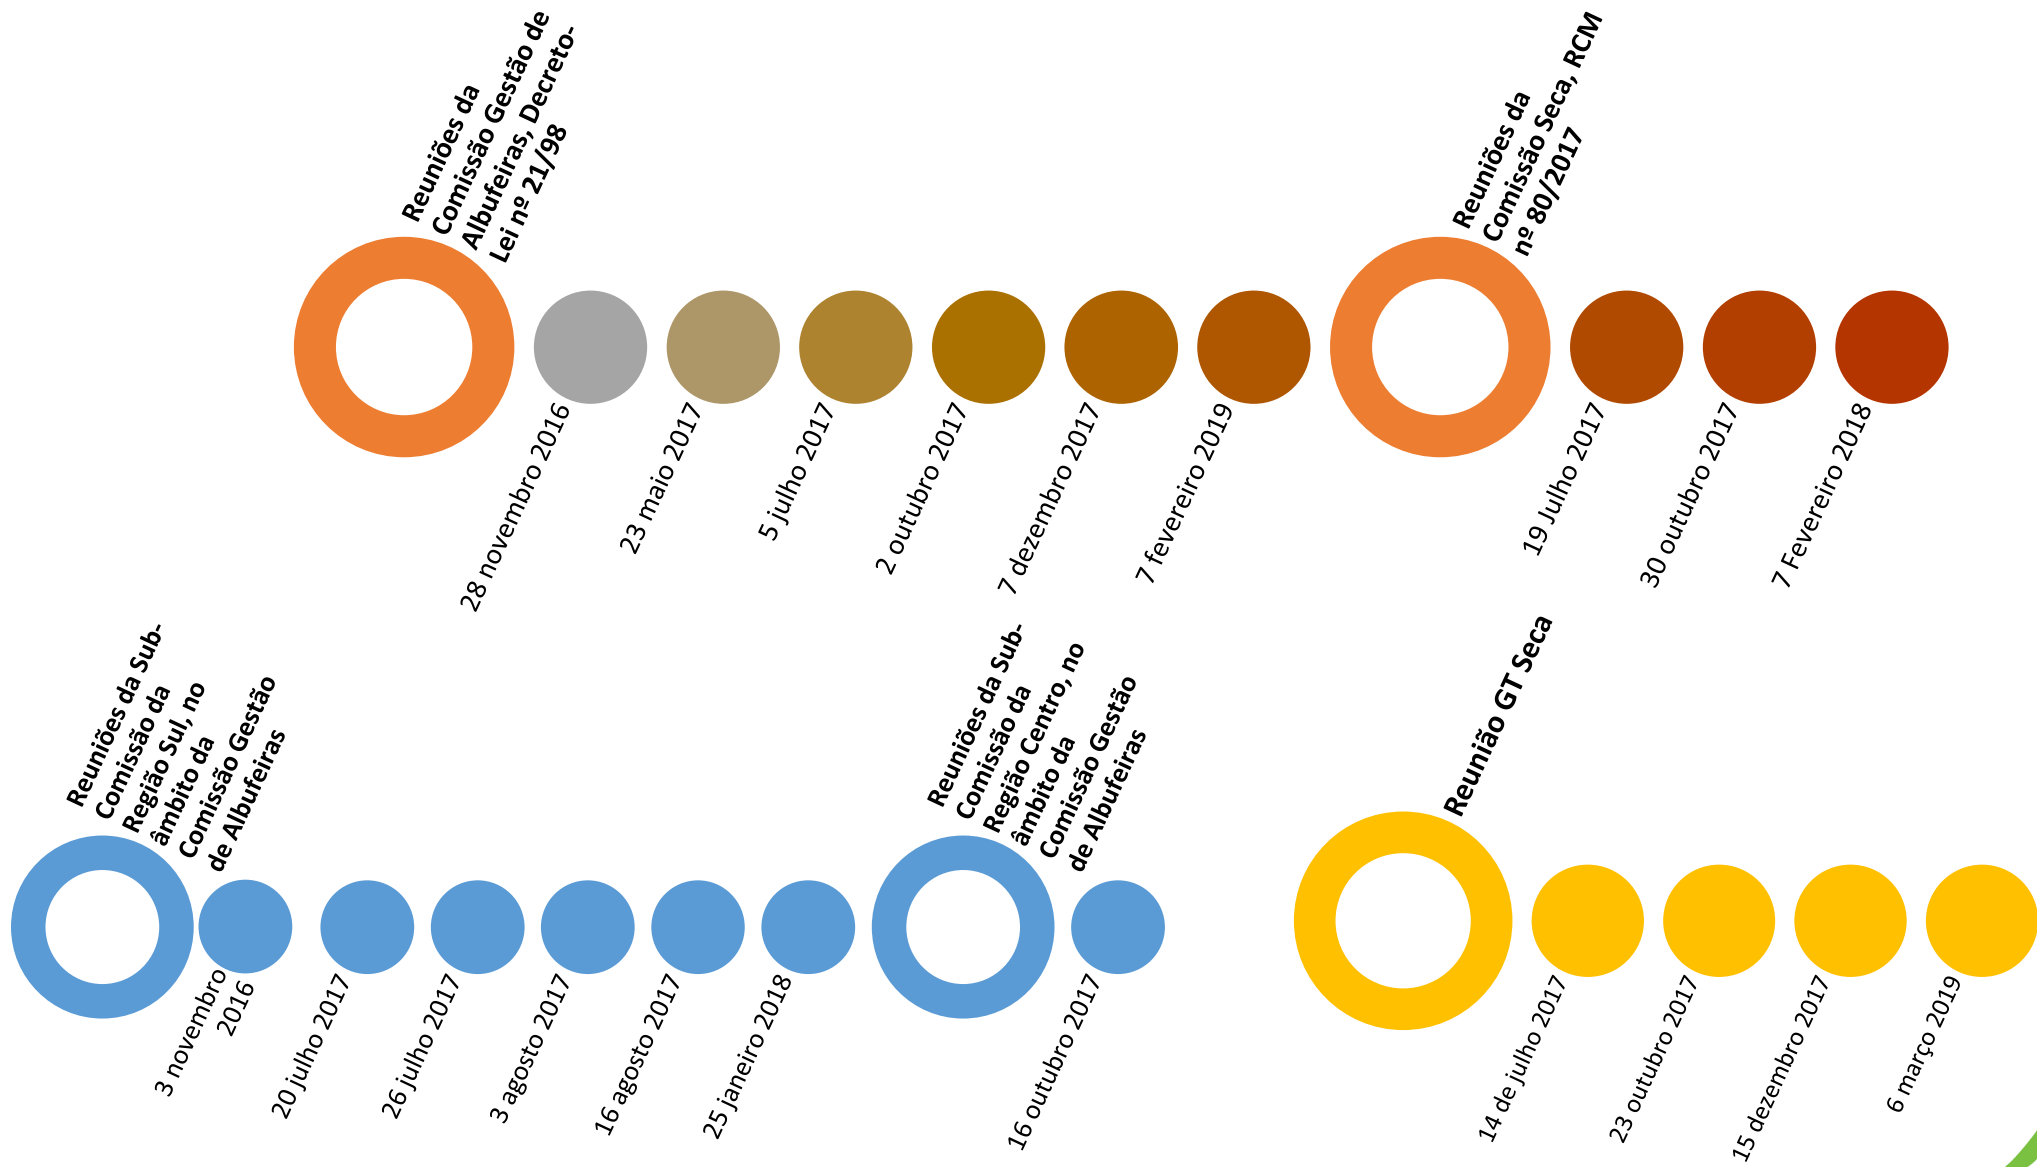 Reuniões da
Comissão Gestão de
Albufeiras, Decreto-
Lei nº 21/98
28 novembro 2016
23 maio 2017
5 julho 2017
2 outubro 2017
7 dezembro 2017
7 fevereiro 2019
Reuniões da
Comissão Seca, RCM
nº 80/2017
19 Julho 2017
30 outubro 2017
7 Fevereiro 2018
Reuniões da Sub-
Comissão da
Região Sul, no
âmbito da
Comissão Gestão
de Albufeiras
3 novembro
2016
20 julho 2017
26 julho 2017
3 agosto 2017
16 agosto 2017
25 janeiro 2018
Reuniões da Sub-
Comissão da
Região Centro, no
âmbito da
Comissão Gestão
de Albufeiras
16 outubro 2017
Reunião GT Seca
14 de julho 2017
23 outubro 2017
15 dezembro 2017
6 março 2019